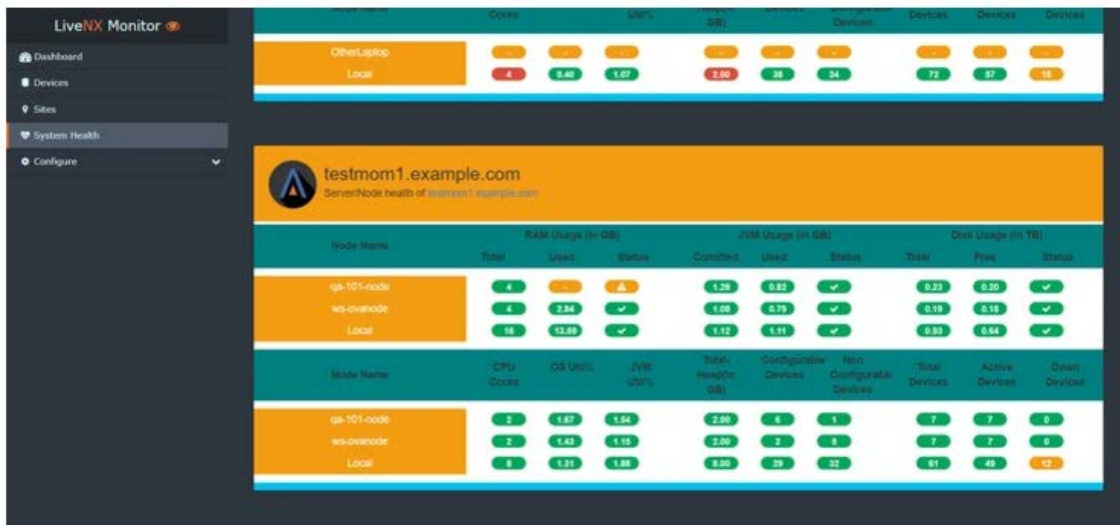 LiveNX Monitor
Dashboard
Devices
Sites
System Health
Configure
Node Name Cores Util% GB) Devices Configurable Devices Devices Devices Devices
OtherLaptop - - - - - - - - -
Local 4 0.40 1.07 2.00 38 34 72 57 15
testmom1.example.com
Server/Node health of testmom1.example.com
Node Name RAM Usage (in GB) JVM Usage (in GB) Disk Usage (in TB)
Total Used Status Comitted Used Status Total Free Status
qa-101-node 4 - 1.29 0.82 0.23 0.20
ws-ovanode 4 2.84 1.08 0.79 0.19 0.18
Local 16 13.89 1.12 1.11 0.93 0.64
Node Name CPU Cores OS Util% JVM Util% Total-Heap(in GB) Configurable Devices Non Configurable Devices Total Devices Active Devices Down Devices
qa-101-node 2 1.67 1.54 2.00 6 1 7 7 0
ws-ovanode 2 1.43 1.15 2.00 2 5 7 7 0
Local 8 1.31 1.88 8.00 29 32 61 49 12